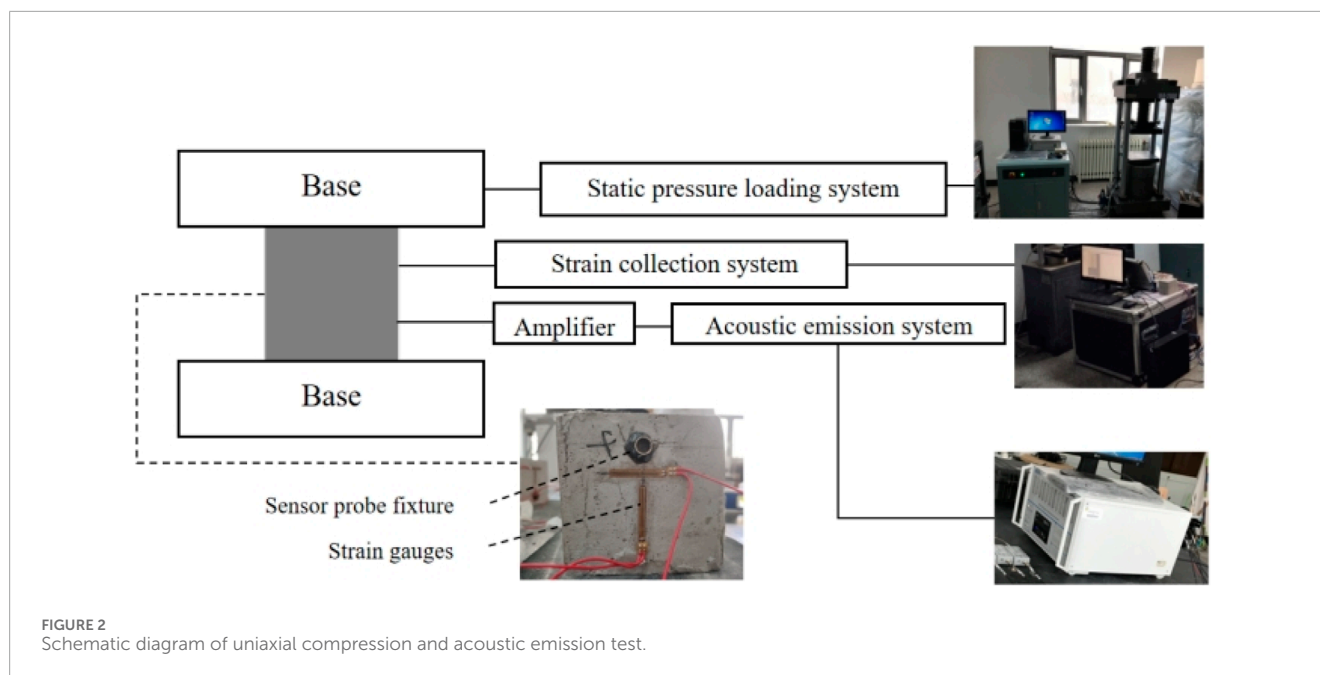 Base
Static pressure loading system
Strain collection system
Amplifier
Acoustic emission system
Base
Sensor probe fixture
Strain gauges
FIGURE 2
Schematic diagram of uniaxial compression and acoustic emission test.